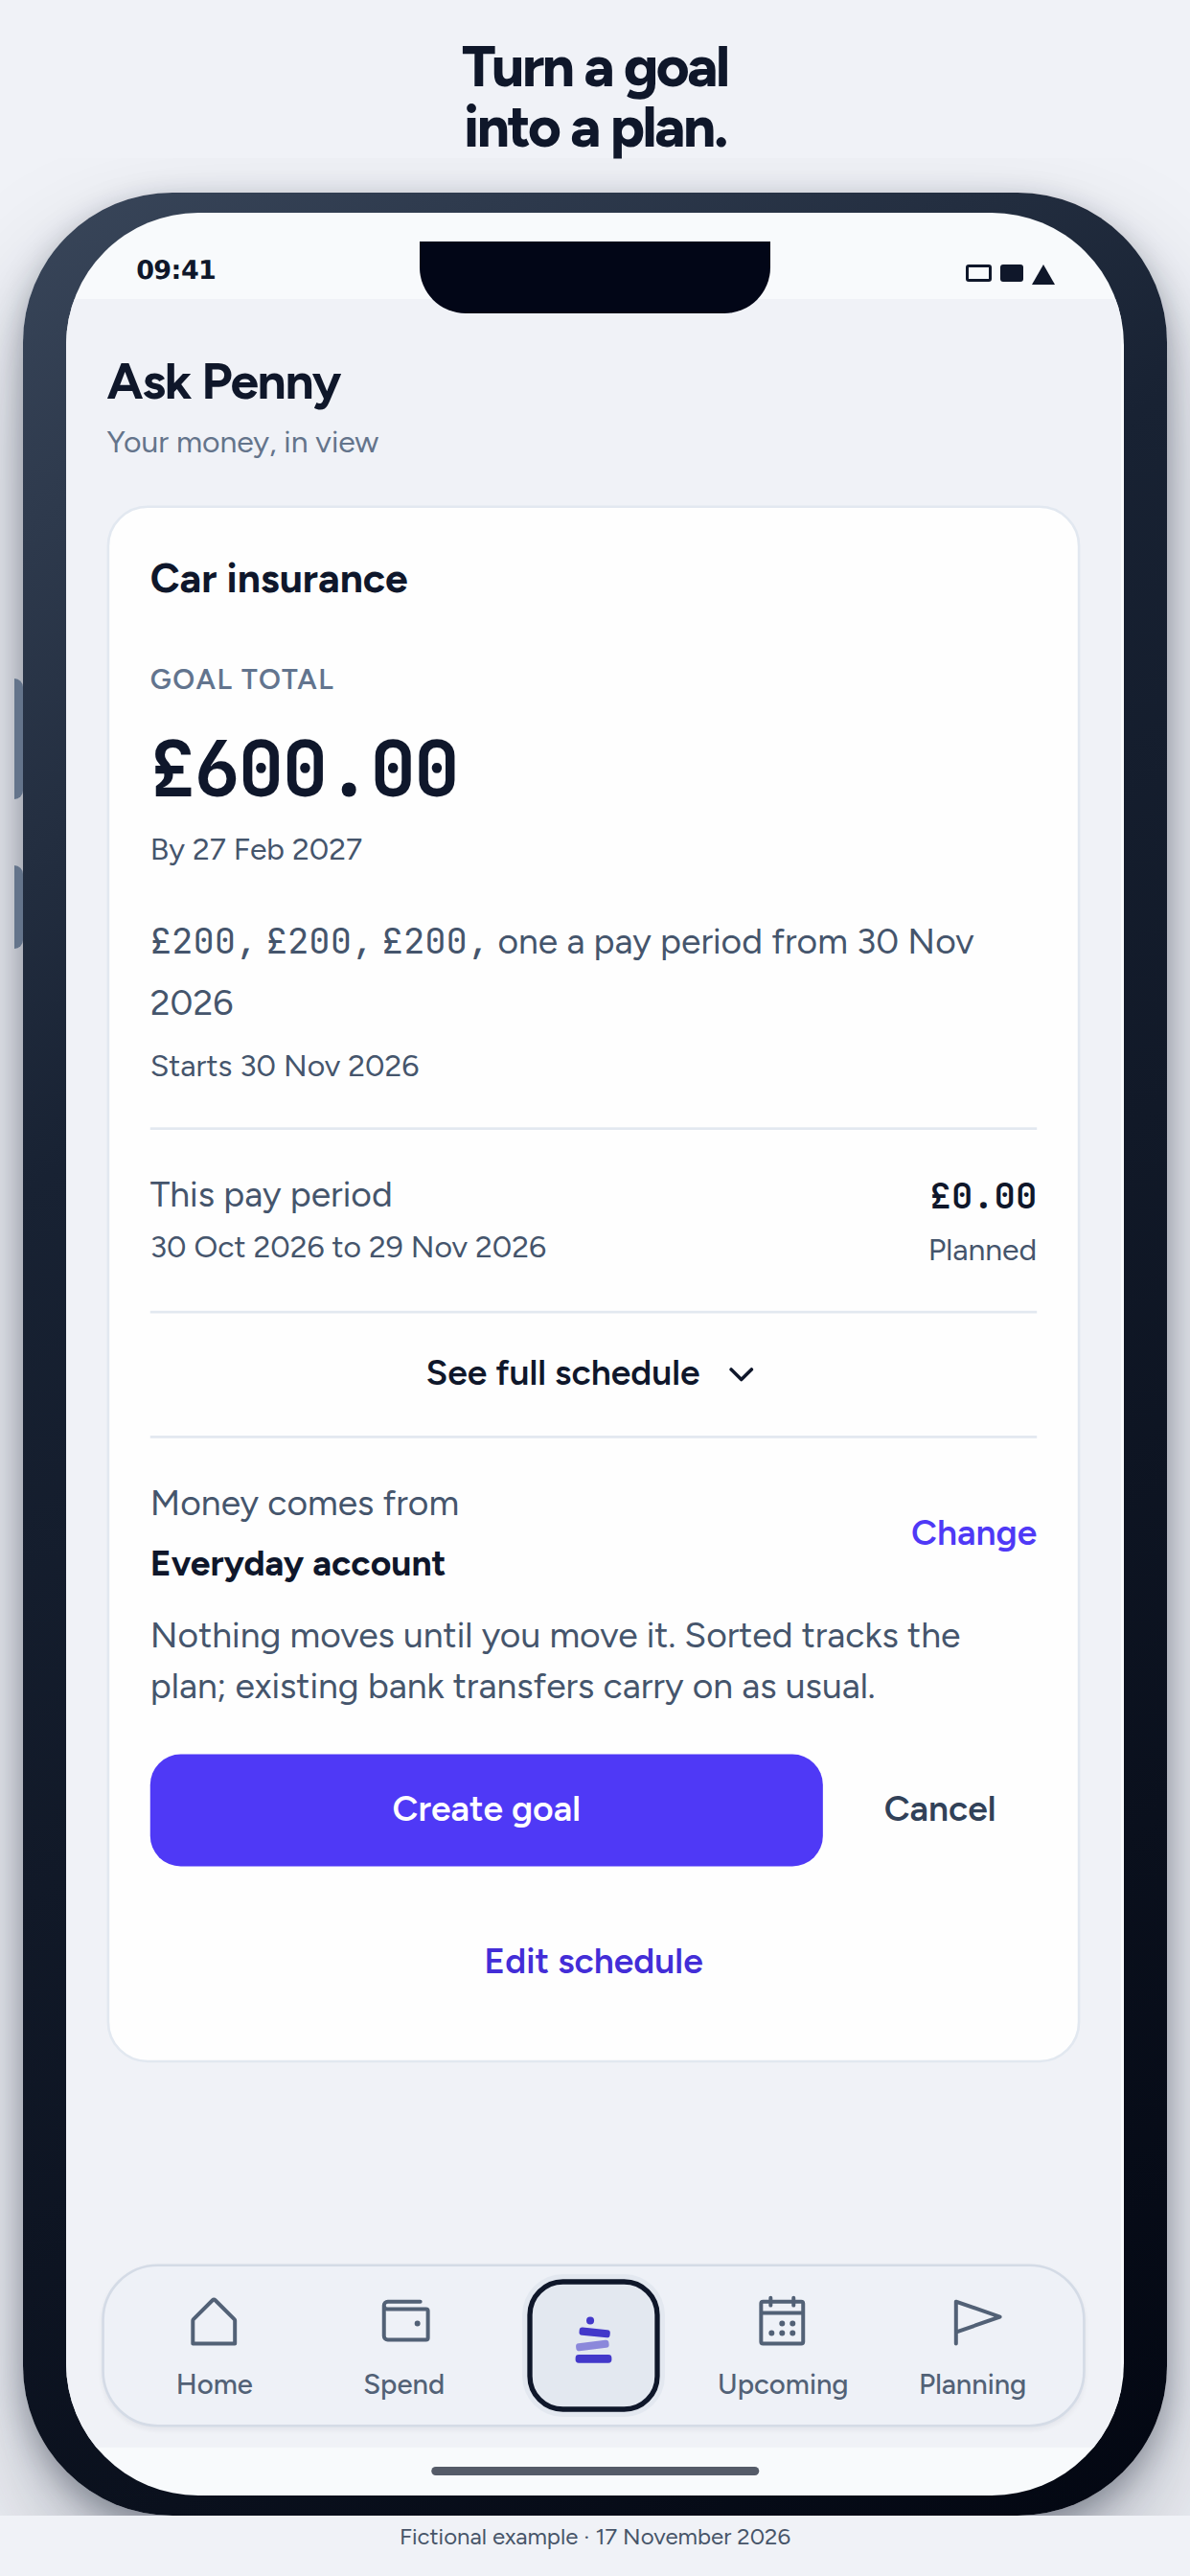 Turn a goal
into a plan.
09:41
Ask Penny
Your money, in view
Car insurance
GOAL TOTAL
£600.00
By 27 Feb 2027
£200, £200, £200, one a pay period from 30 Nov
2026
Starts 30 Nov 2026
This pay period £0.00
30 Oct 2026 to 29 Nov 2026 Planned
See full schedule
Money comes from
Change
Everyday account
Nothing moves until you move it. Sorted tracks the
plan; existing bank transfers carry on as usual.
Create goal Cancel
Edit schedule
Home Spend Upcoming Planning
Fictional example · 17 November 2026